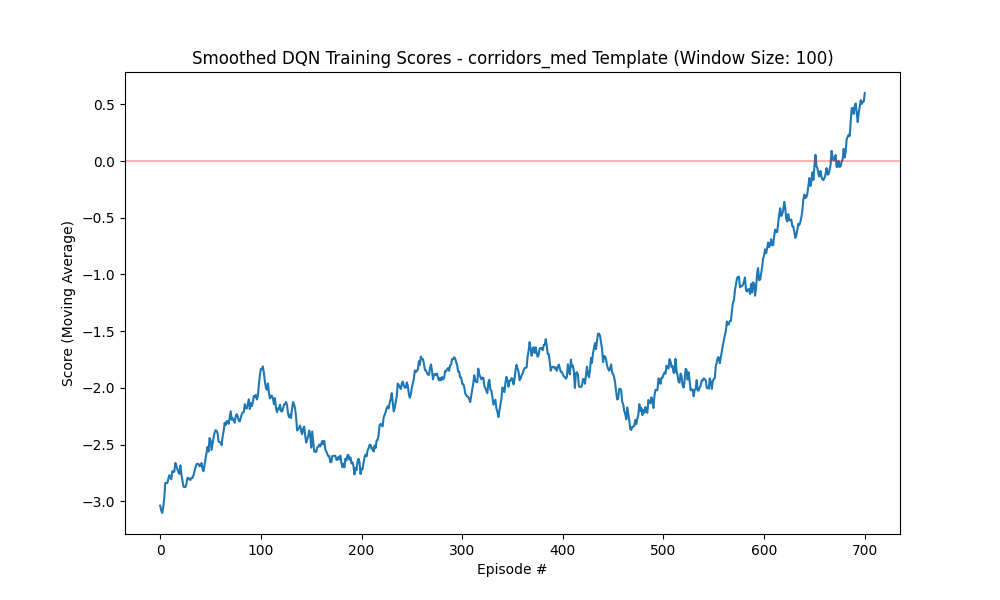 Smoothed DQN Training Scores - corridors_med Template (Window Size: 100)
0.5
0.0
−0.5
−1.0
−1.5
−2.0
−2.5
−3.0
Score (Moving Average)
0 100 200 300 400 500 600 700
Episode #